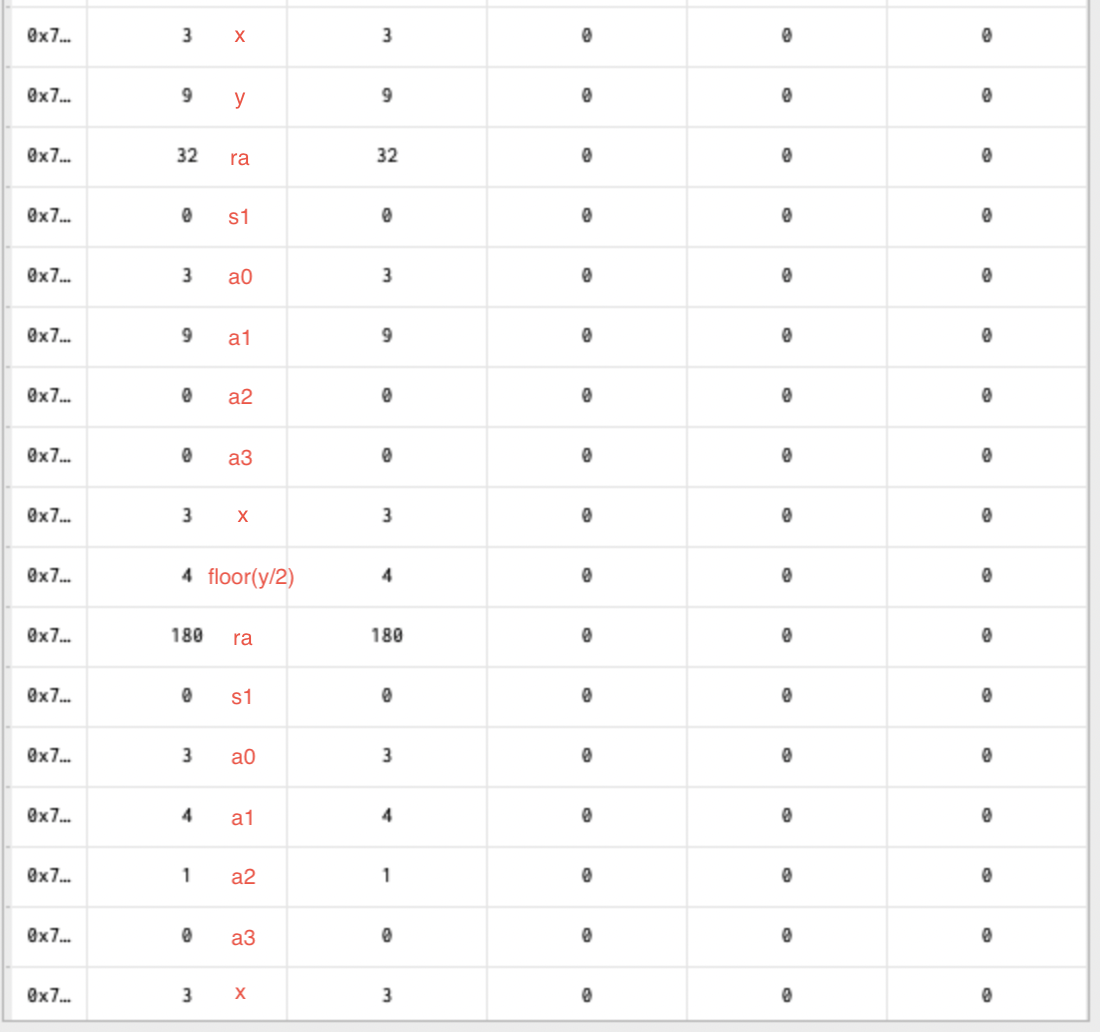 0x7… 3 x 3 0 0 0
0x7… 9 y 9 0 0 0
0x7… 32 ra 32 0 0 0
0x7… 0 s1 0 0 0 0
0x7… 3 a0 3 0 0 0
0x7… 9 a1 9 0 0 0
0x7… 0 a2 0 0 0 0
0x7… 0 a3 0 0 0 0
0x7… 3 x 3 0 0 0
0x7… 4 floor(y/2) 4 0 0 0
0x7… 180 ra 180 0 0 0
0x7… 0 s1 0 0 0 0
0x7… 3 a0 3 0 0 0
0x7… 4 a1 4 0 0 0
0x7… 1 a2 1 0 0 0
0x7… 0 a3 0 0 0 0
0x7… 3 x 3 0 0 0